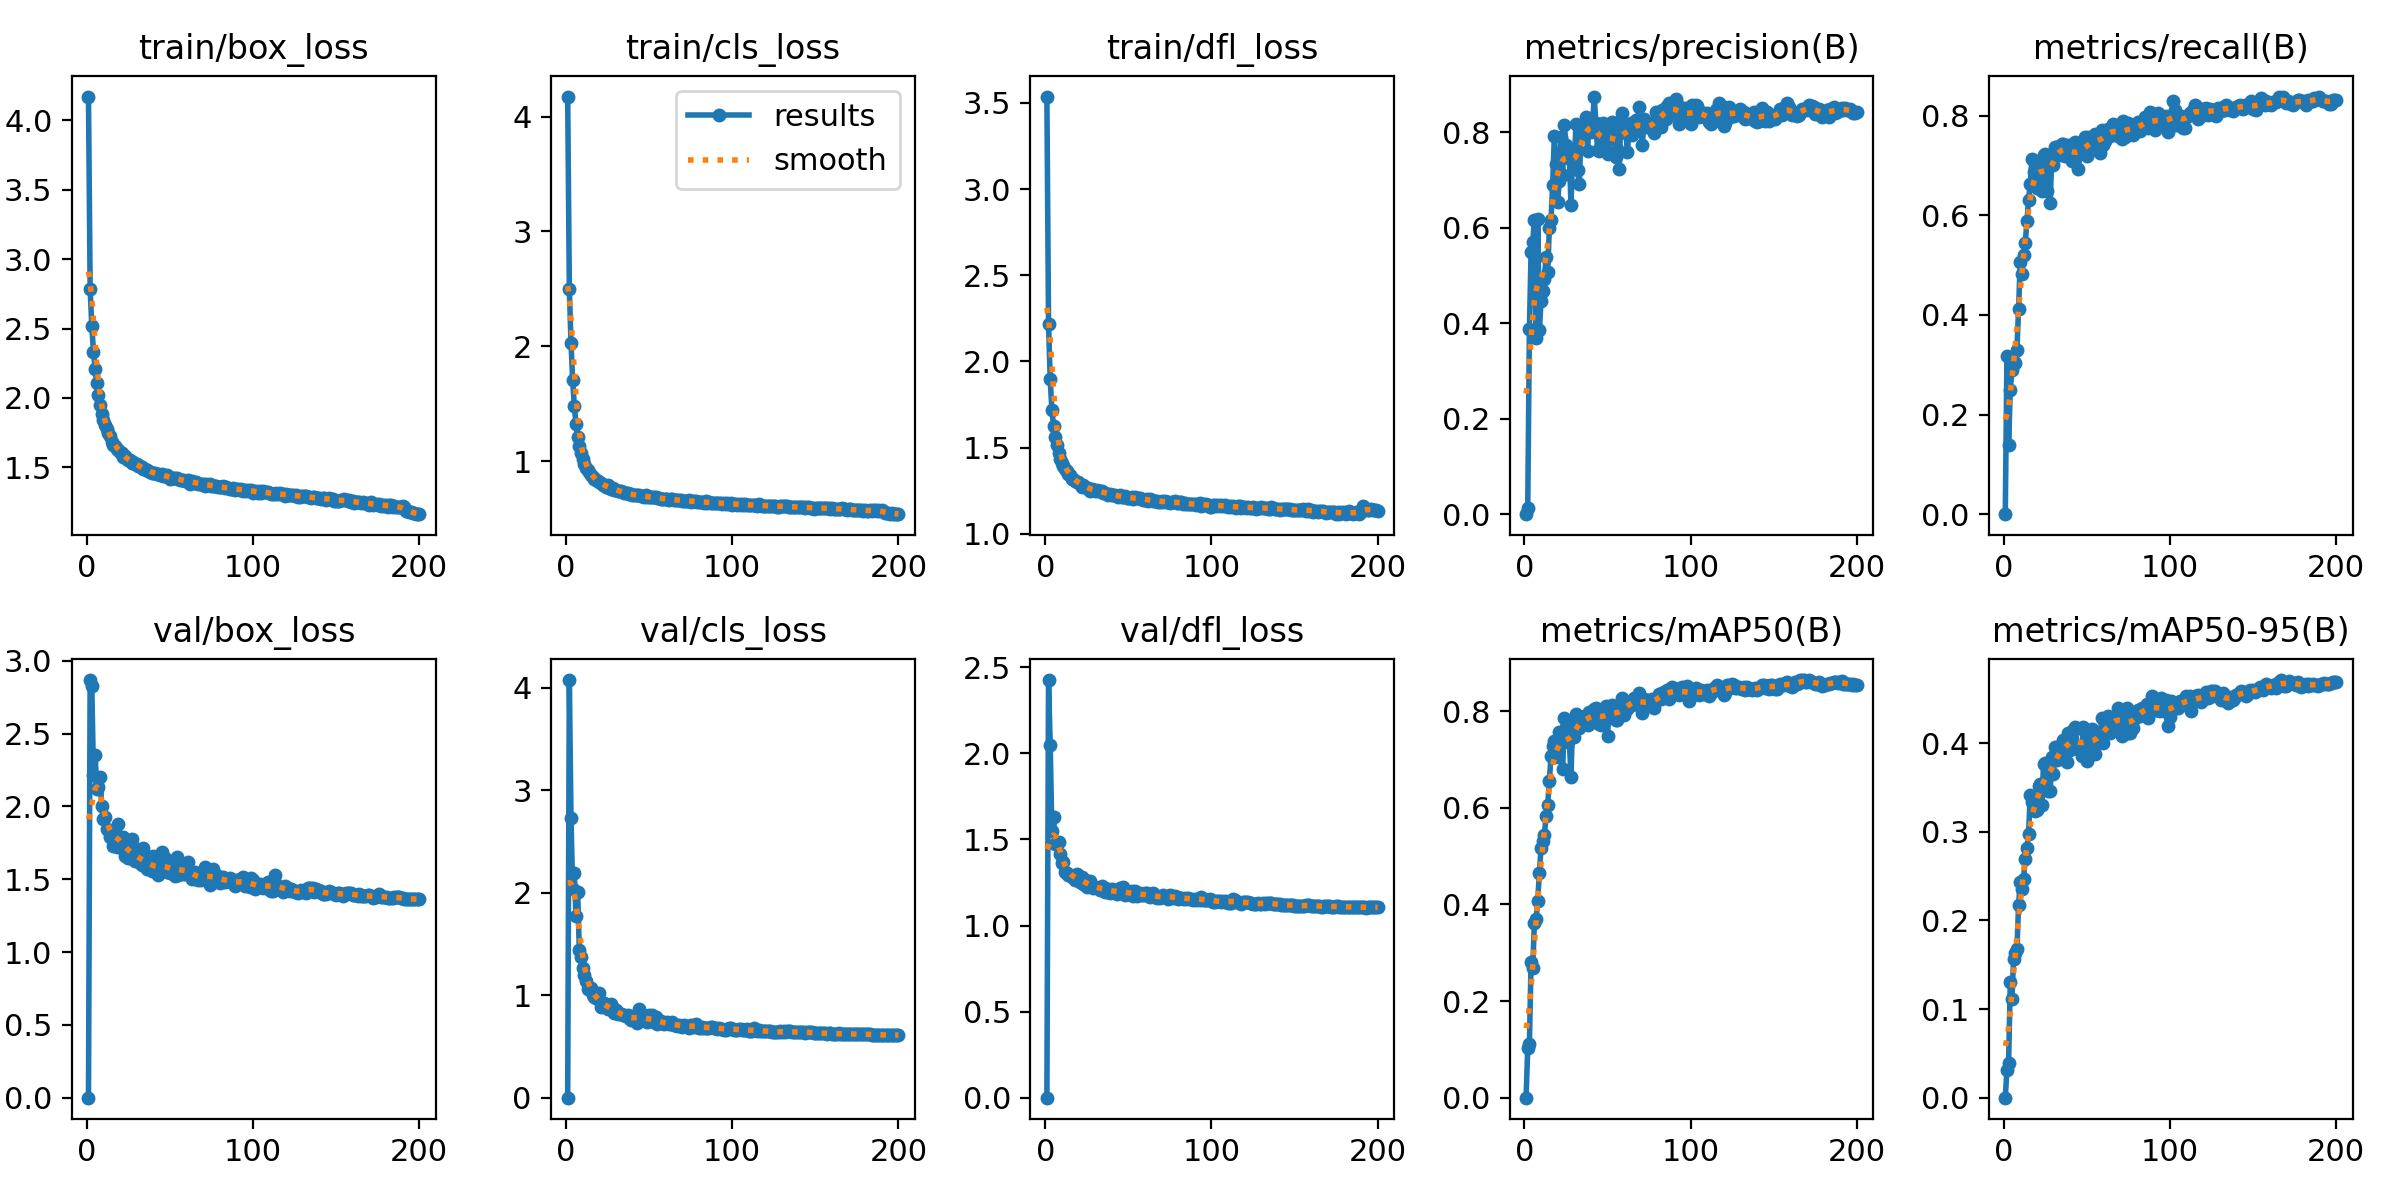 train/box_loss
4.0
3.5
3.0
2.5
2.0
1.5
0 100 200
train/cls_loss
results
smooth
4
3
2
1
0 100 200
train/dfl_loss
3.5
3.0
2.5
2.0
1.5
1.0
0 100 200
metrics/precision(B)
0.8
0.6
0.4
0.2
0.0
0 100 200
metrics/recall(B)
0.8
0.6
0.4
0.2
0.0
0 100 200
val/box_loss
3.0
2.5
2.0
1.5
1.0
0.5
0.0
0 100 200
val/cls_loss
4
3
2
1
0
0 100 200
val/dfl_loss
2.5
2.0
1.5
1.0
0.5
0.0
0 100 200
metrics/mAP50(B)
0.8
0.6
0.4
0.2
0.0
0 100 200
metrics/mAP50-95(B)
0.4
0.3
0.2
0.1
0.0
0 100 200